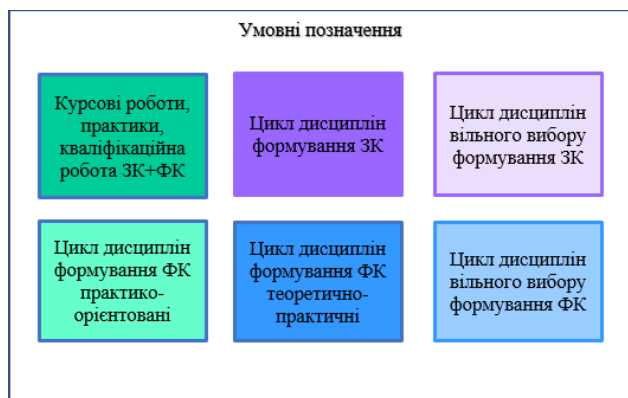 Умовні позначення
Курсові роботи,
практики,
кваліфікаційна
робота ЗК+ФК
Цикл дисциплін
формування ЗК
Цикл дисциплін
вільного вибору
формування ЗК
Цикл дисциплін
формування ФК
практико-
орієнтовані
Цикл дисциплін
формування ФК
теоретично-
практичні
Цикл дисциплін
вільного вибору
формування ФК